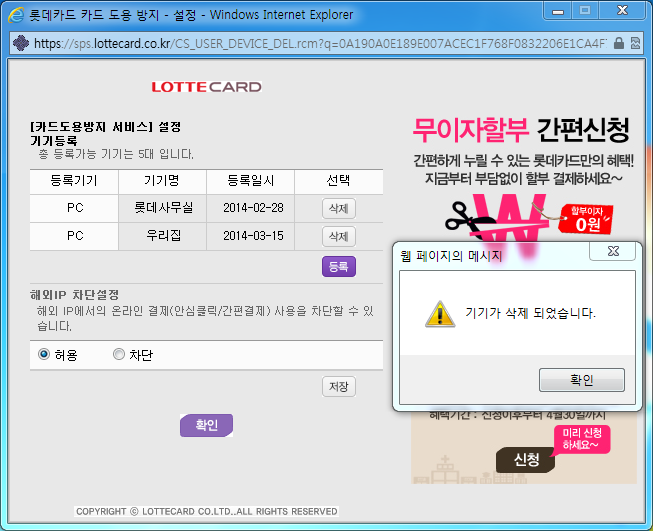 롯데카드 카드 도용 방지 - 설정 - Windows Internet Explorer
https://sps.lottecard.co.kr/CS_USER_DEVICE_DEL.rcm?q=0A190A0E189E007ACEC1F768F0832206E1CA4F
LOTTECARD
[카드도용방지 서비스] 설정
기기등록
총 등록가능 기기는 5대 입니다.
등록기기 기기명 등록일시 선택
PC 롯데사무실 2014-02-28 삭제
PC 우리집 2014-03-15 삭제
등록
해외IP 차단설정
해외 IP에서의 온라인 결제(안심클릭/간편결제) 사용을 차단할 수 있
습니다.
허용 차단
저장
확인
무이자할부 간편신청
간편하게 누릴 수 있는 롯데카드만의 혜택!
지금부터 부담없이 할부 결제하세요~
W
할부이자
0원
웹 페이지의 메시지
기기가 삭제 되었습니다.
확인
혜택기간 : 신청이후부터 4월30일까지
미리 신청
하세요~
신청
COPYRIGHT ⓒ LOTTECARD CO.LTD.,ALL RIGHTS RESERVED